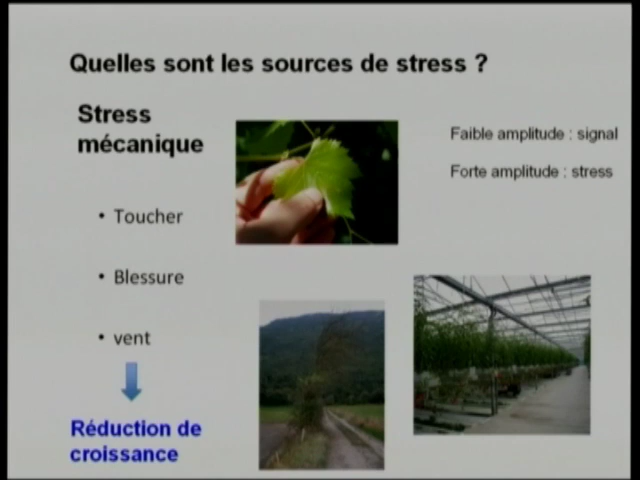 Quelles sont les sources de stress ?
Stress
mécanique
Faible amplitude : signal
Forte amplitude : stress
• Toucher
• Blessure
• vent
Réduction de
croissance